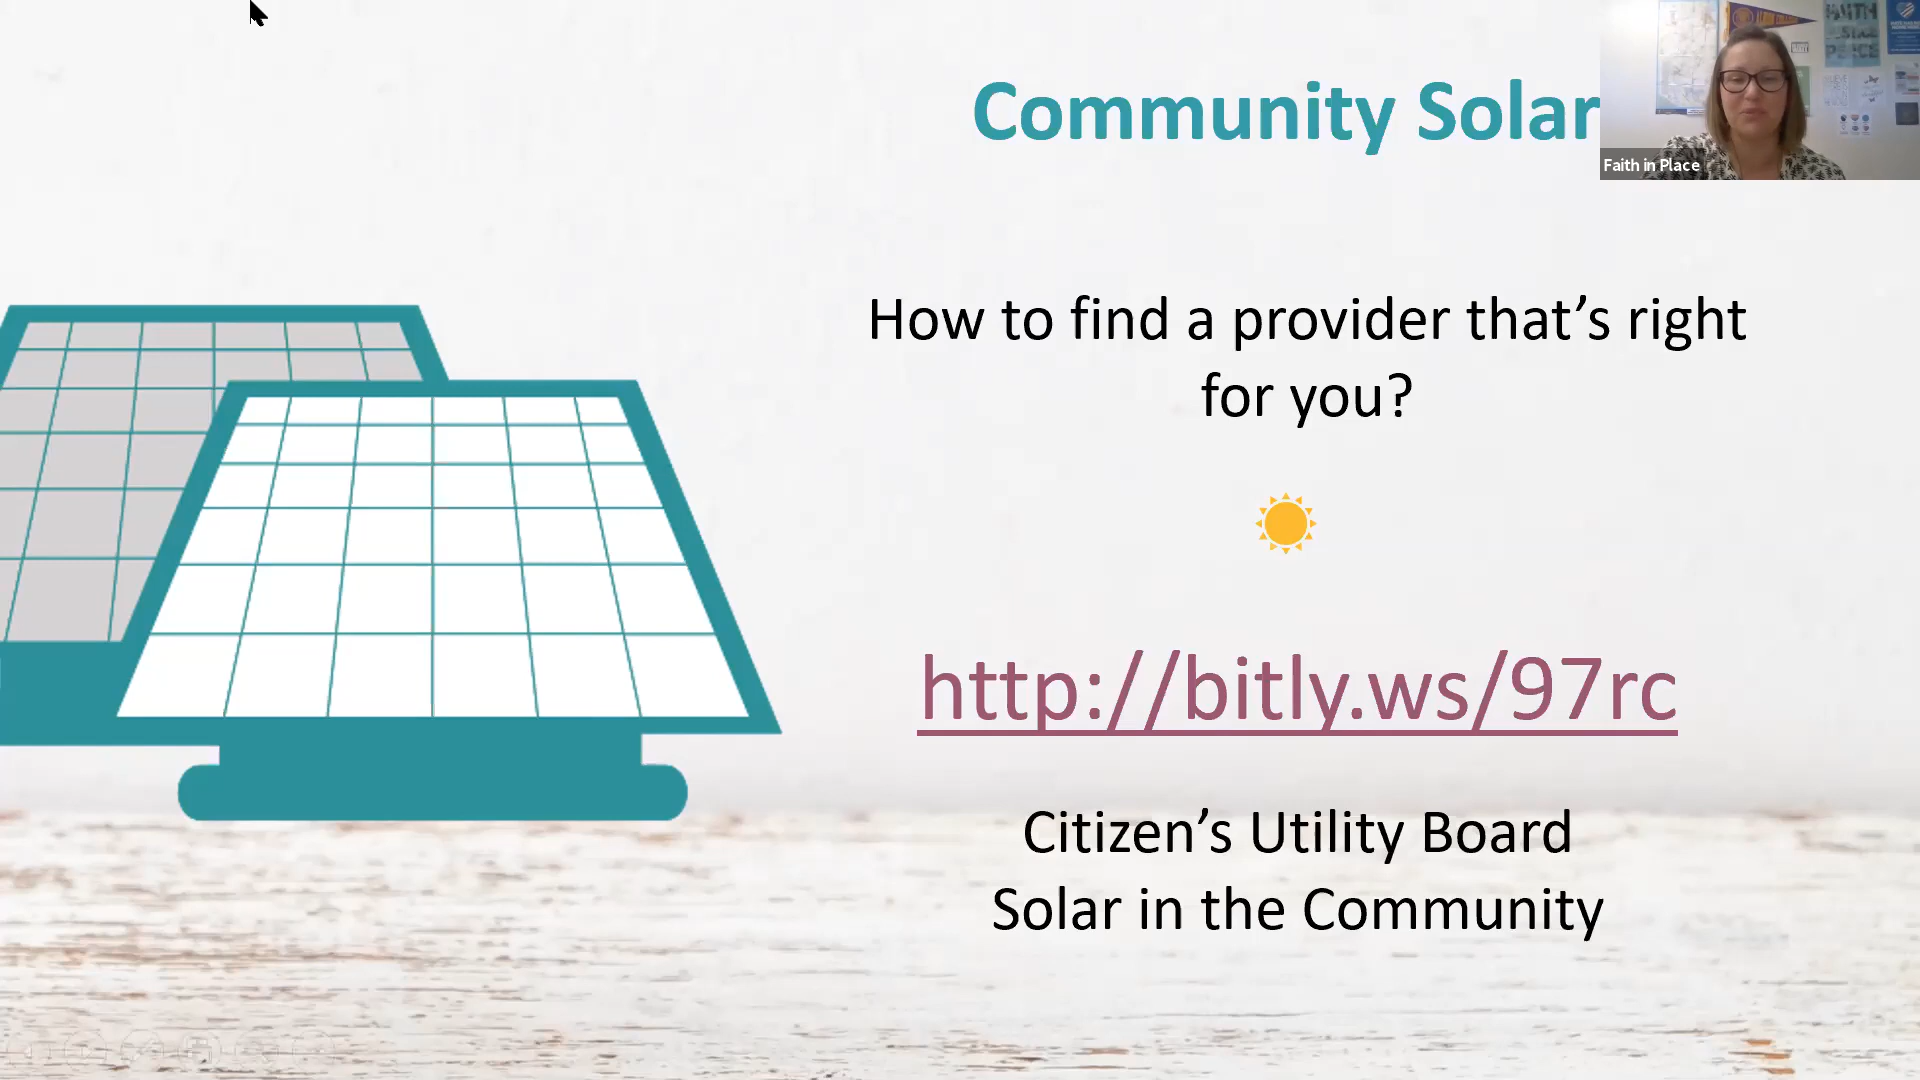 Community Solar
Faith in Place
How to find a provider that’s right
for you?
http://bitly.ws/97rc
Citizen’s Utility Board
Solar in the Community